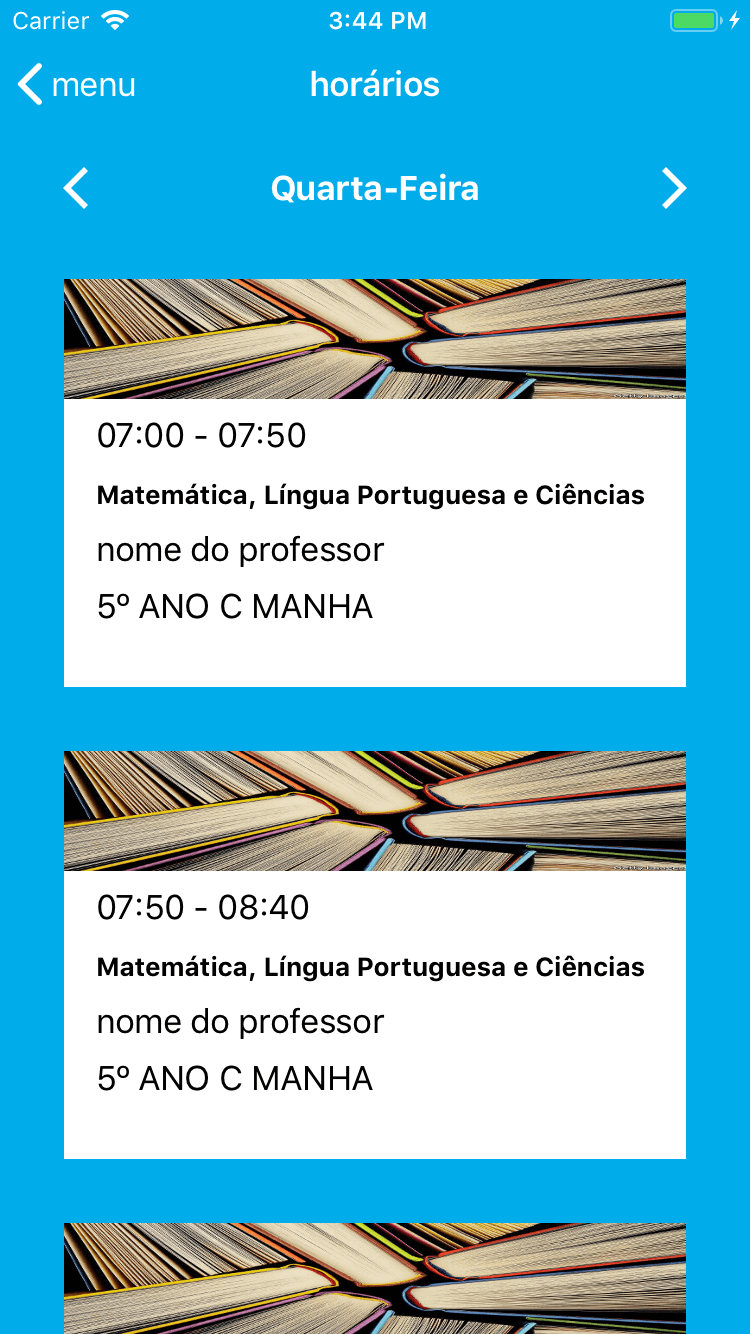 Carrier 3:44 PM
menu horários
Quarta-Feira
07:00 - 07:50
Matemática, Língua Portuguesa e Ciências
nome do professor
5º ANO C MANHA
07:50 - 08:40
Matemática, Língua Portuguesa e Ciências
nome do professor
5º ANO C MANHA